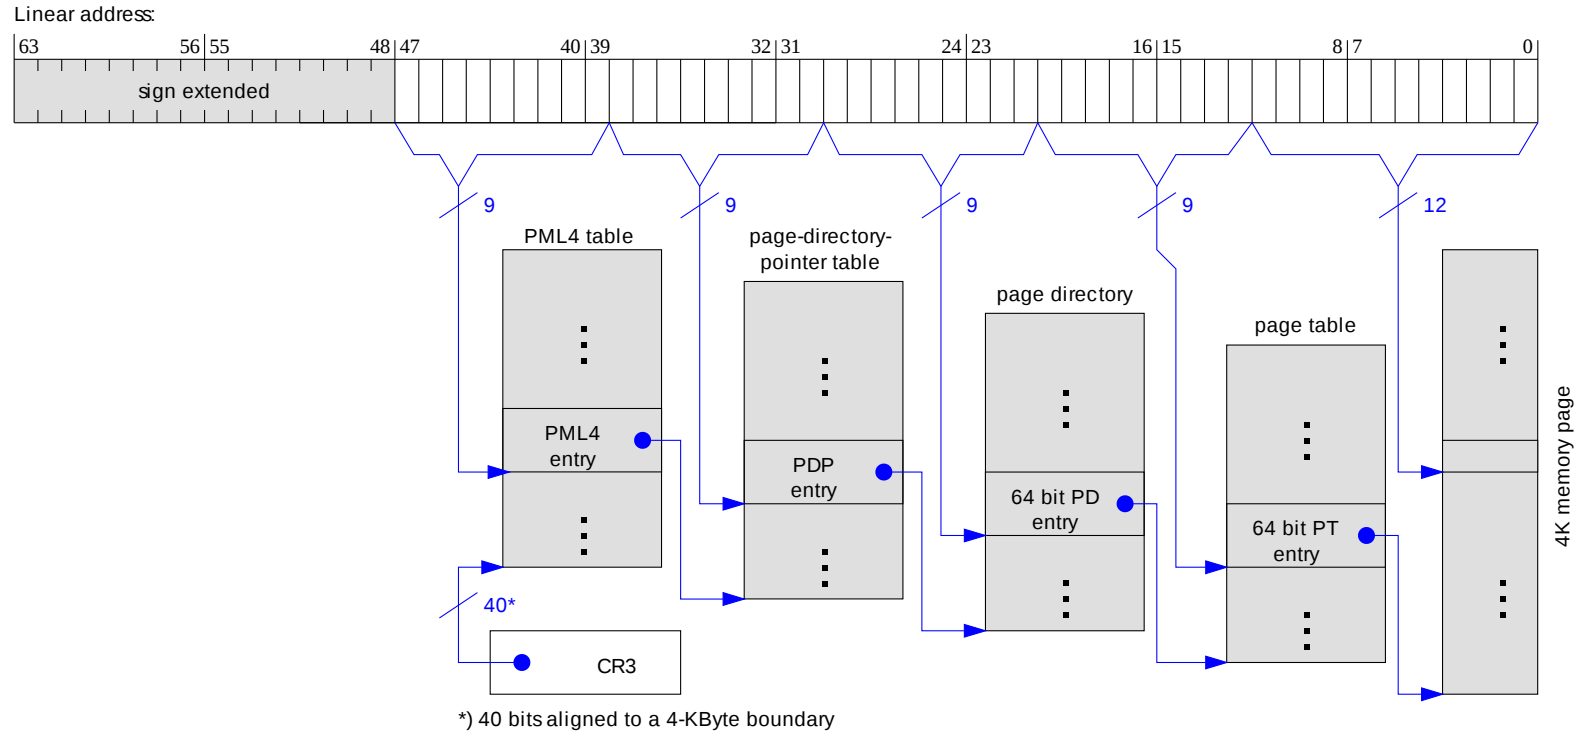 Linear address:
63 56 55 48 47 40 39 32 31 24 23 16 15 8 7 0
sign extended
9 9 9 9 12
PML4 table
page-directory-
pointer table
page directory
page table
PML4
entry
PDP
entry
64 bit PD
entry
64 bit PT
entry
4K memory page
40*
CR3
*) 40 bits aligned to a 4-KByte boundary